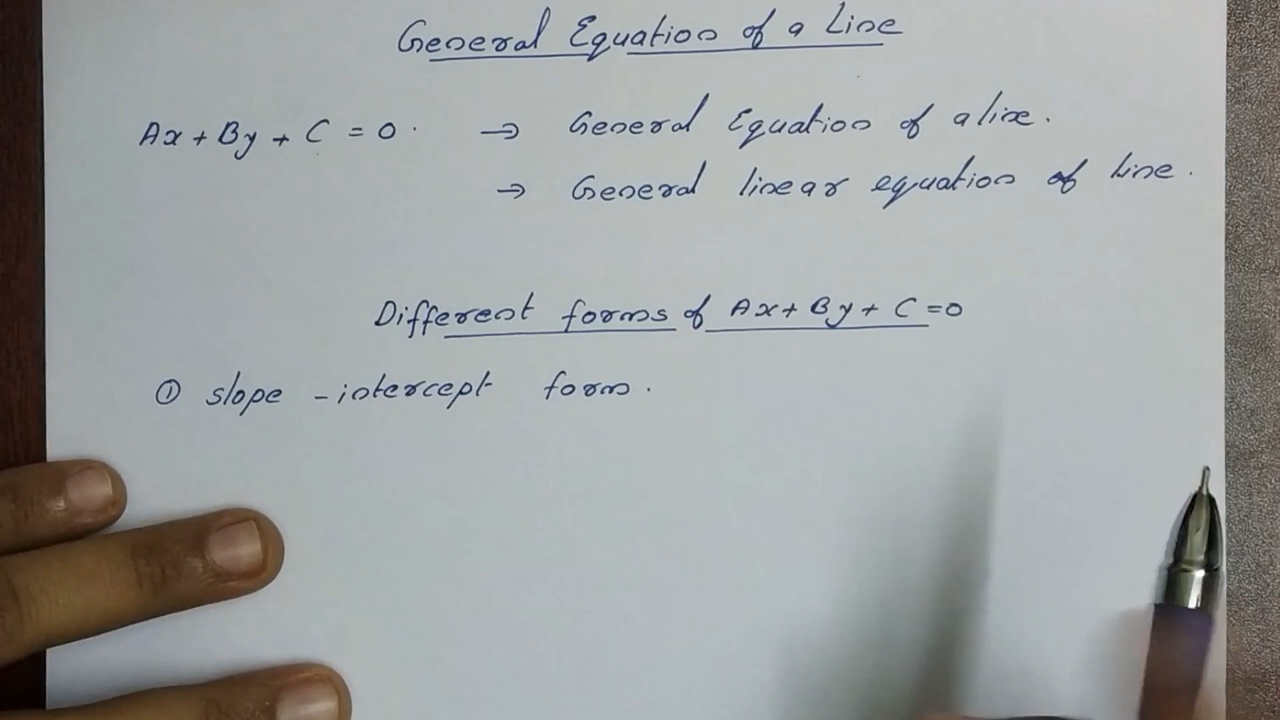 General Equation of a Line
Ax + By + C = 0. → General Equation of a line.
→ General linear equation of Line.
Different forms of Ax + By + C = 0
① slope - intercept form.